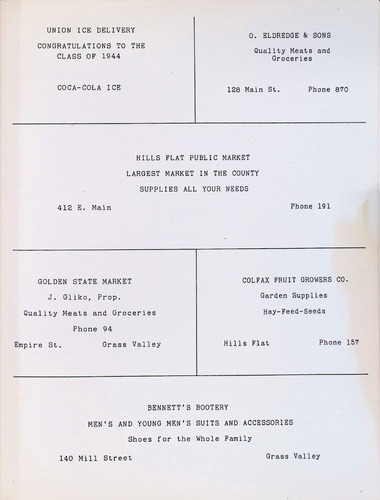 UNION ICE DELIVERY
CONGRATULATIONS TO THE
CLASS OF 1944
COCA-COLA ICE
O. ELDREDGE & SONS
Quality Meats and
Groceries
128 Main St. Phone 870
HILLS FLAT PUBLIC MARKET
LARGEST MARKET IN THE COUNTY
SUPPLIES ALL YOUR NEEDS
412 E. Main Phone 191
GOLDEN STATE MARKET
J. Gliko, Prop.
Quality Meats and Groceries
Phone 94
Empire St. Grass Valley
COLFAX FRUIT GROWERS CO.
Garden Supplies
Hay-Feed-Seeds
Hills Flat Phone 157
BENNETT'S BOOTERY
MEN'S AND YOUNG MEN'S SUITS AND ACCESSORIES
Shoes for the Whole Family
140 Mill Street Grass Valley